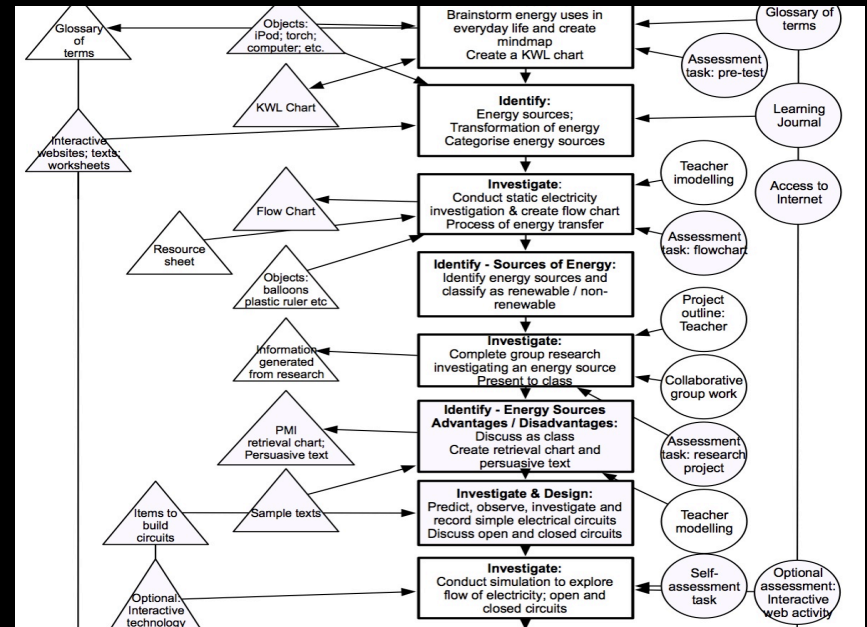 Glossary
of
terms
Objects:
iPod; torch;
computer; etc.
Brainstorm energy uses in
everyday life and create
mindmap
Create a KWL chart
Glossary of
terms
Assessment
task: pre-test
KWL Chart
Identify:
Energy sources;
Transformation of energy
Categorise energy sources
Learning
Journal
Interactive
websites; texts;
worksheets
Teacher
imodelling
Access to
Internet
Flow Chart
Investigate:
Conduct static electricity
investigation & create flow chart
Process of energy transfer
Resource
sheet
Assessment
task: flowchart
Objects:
balloons
plastic ruler etc
Identify - Sources of Energy:
Identify energy sources and
classify as renewable / non-
renewable
Project
outline:
Teacher
Information
generated
from research
Investigate:
Complete group research
investigating an energy source
Present to class
Collaborative
group work
PMI
retrieval chart;
Persuasive text
Identify - Energy Sources
Advantages / Disadvantages:
Discuss as class
Create retrieval chart and
persuasive text
Assessment
task: research
project
Items to
build
circuits
Sample texts
Investigate & Design:
Predict, observe, investigate and
record simple electrical circuits
Discuss open and closed circuits
Teacher
modelling
Optional:
Interactive
technology
Investigate:
Conduct simulation to explore
flow of electricity; open and
closed circuits
Self-
assessment
task
Optional
assessment:
Interactive
web activity